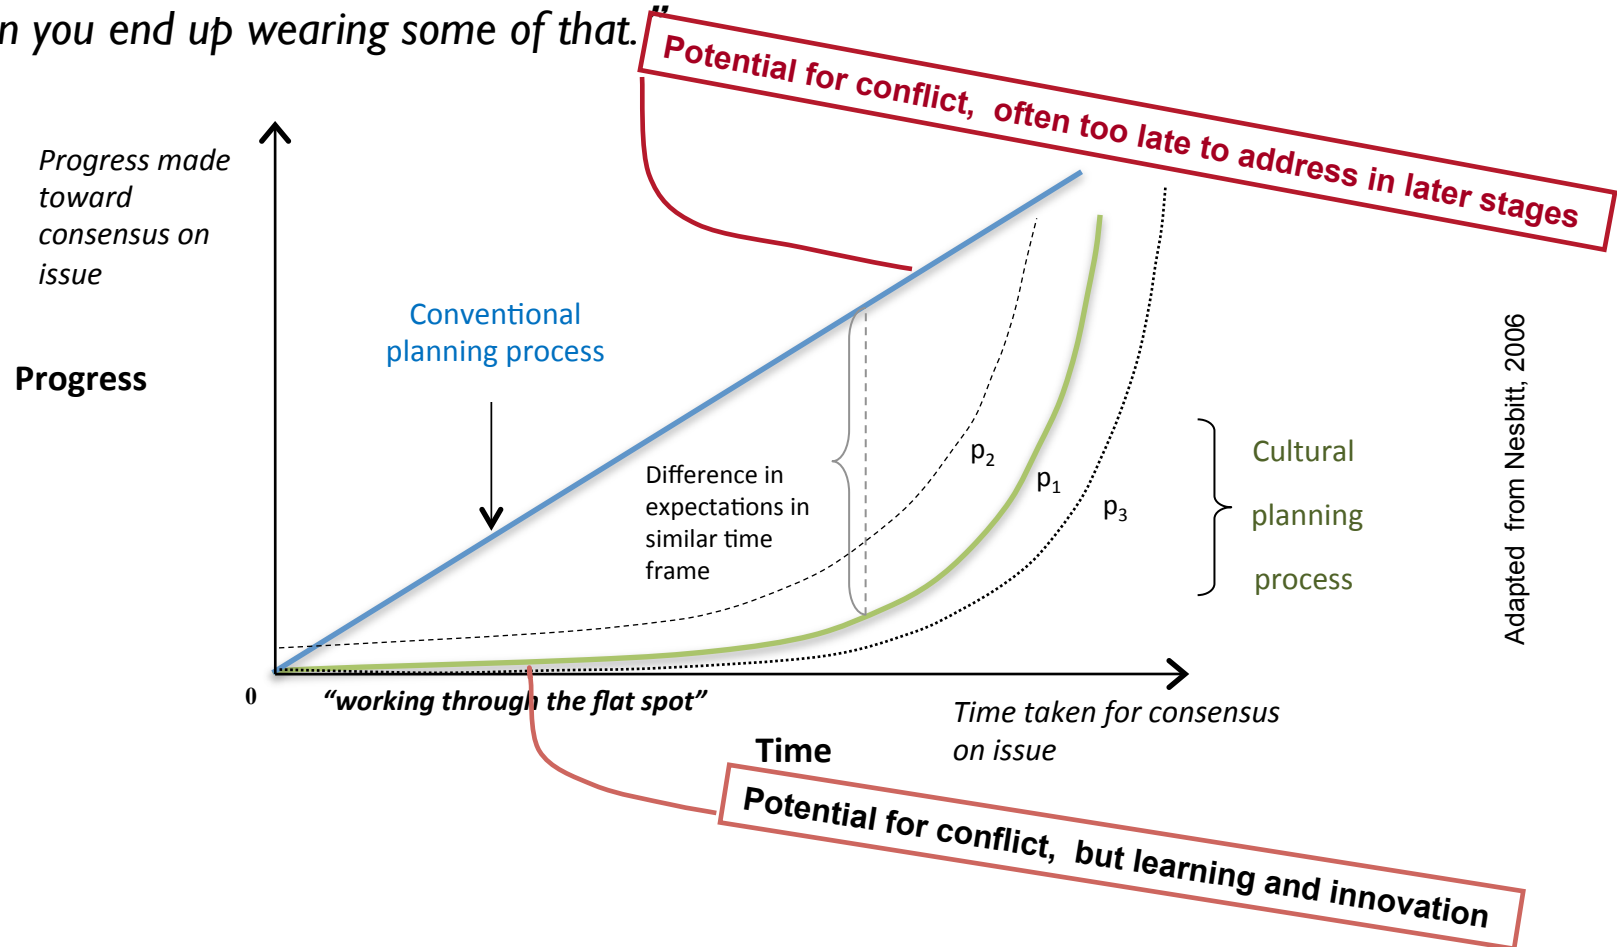 n you end up wearing some of that.”
Potential for conflict, often too late to address in later stages
Progress made
toward
consensus on
issue
Conventional
planning process
Progress
Difference in
expectations in
similar time
frame
p2
p1
p3
Cultural
planning
process
Adapted from Nesbitt, 2006
0
“working through the flat spot”
Time taken for consensus
on issue
Time
Potential for conflict, but learning and innovation